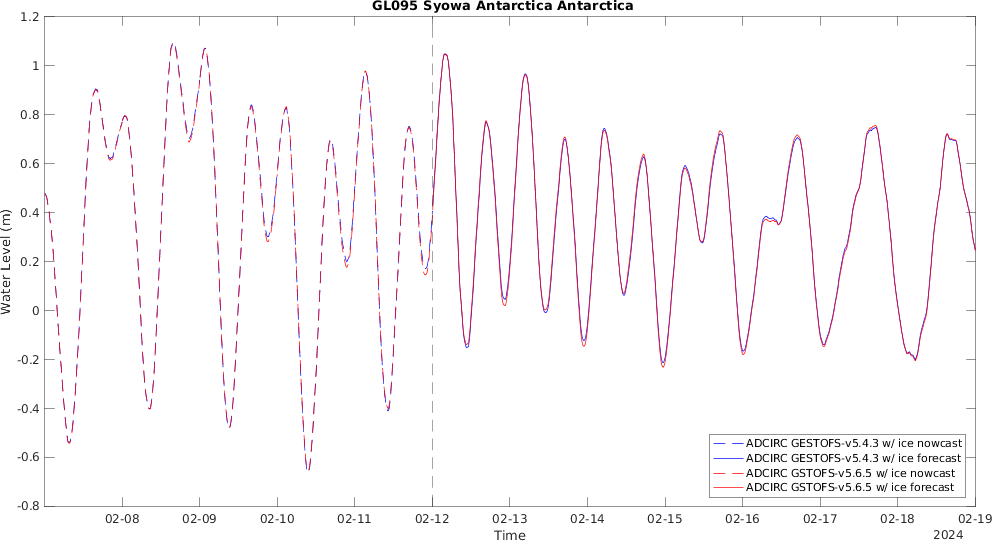 GL095 Syowa Antarctica Antarctica
1.2
1
0.8
0.6
0.4
0.2
0
-0.2
-0.4
-0.6
-0.8
Water Level (m)
ADCIRC GESTOFS-v5.4.3 w/ ice nowcast
ADCIRC GESTOFS-v5.4.3 w/ ice forecast
ADCIRC GSTOFS-v5.6.5 w/ ice nowcast
ADCIRC GSTOFS-v5.6.5 w/ ice forecast
02-08 02-09 02-10 02-11 02-12 02-13 02-14 02-15 02-16 02-17 02-18 02-19
Time
2024